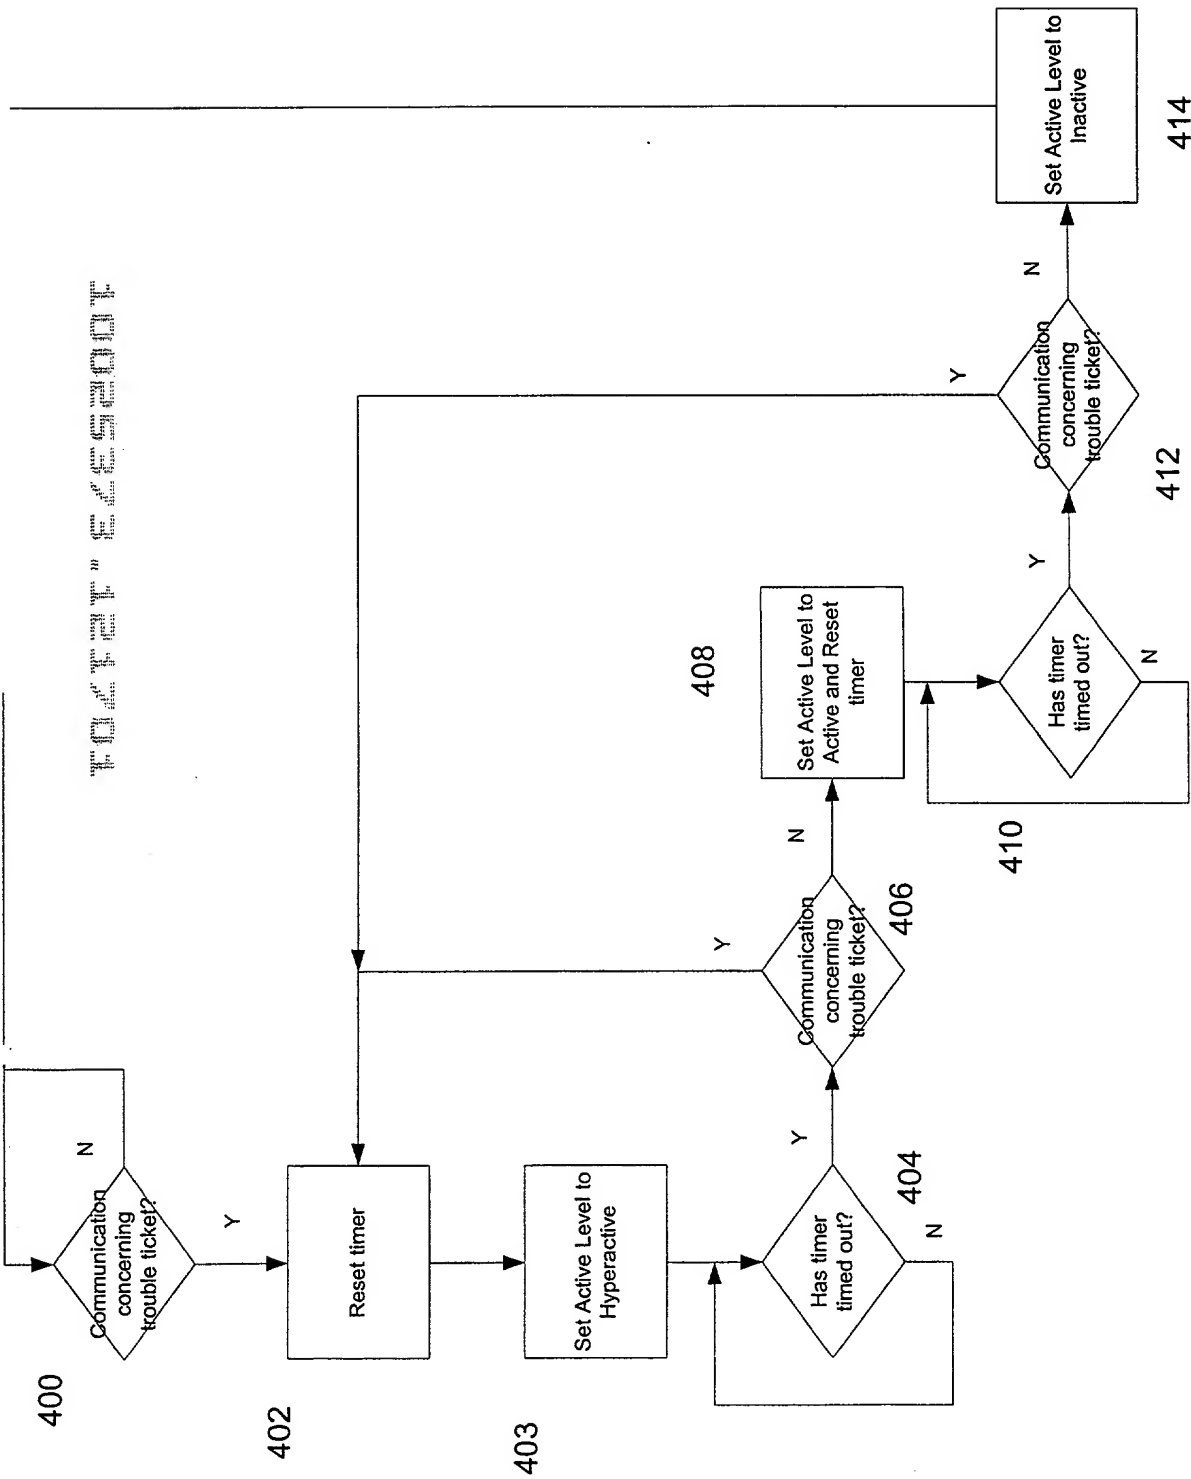 400
Communication
concerning
trouble ticket?
N
Y
402
Reset timer
403
Set Active Level to
Hyperactive
404
Has timer
timed out?
N
Y
406
Communication
concerning
trouble ticket?
Y
N
408
Set Active Level to
Active and Reset
timer
410
Has timer
timed out?
N
Y
412
Communication
concerning
trouble ticket?
Y
N
414
Set Active Level to
Inactive